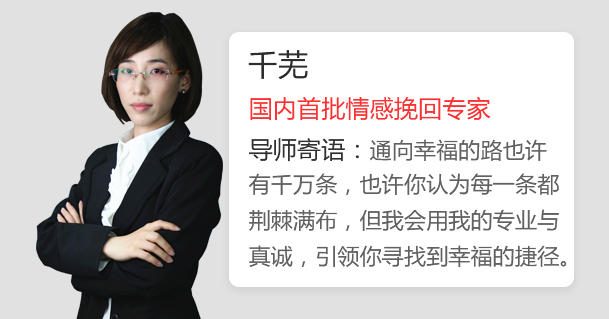 千芜
国内首批情感挽回专家
导师寄语：通向幸福的路也许
有千万条，也许你认为每一条都
荆棘满布，但我会用我的专业与
真诚，引领你寻找到幸福的捷径。